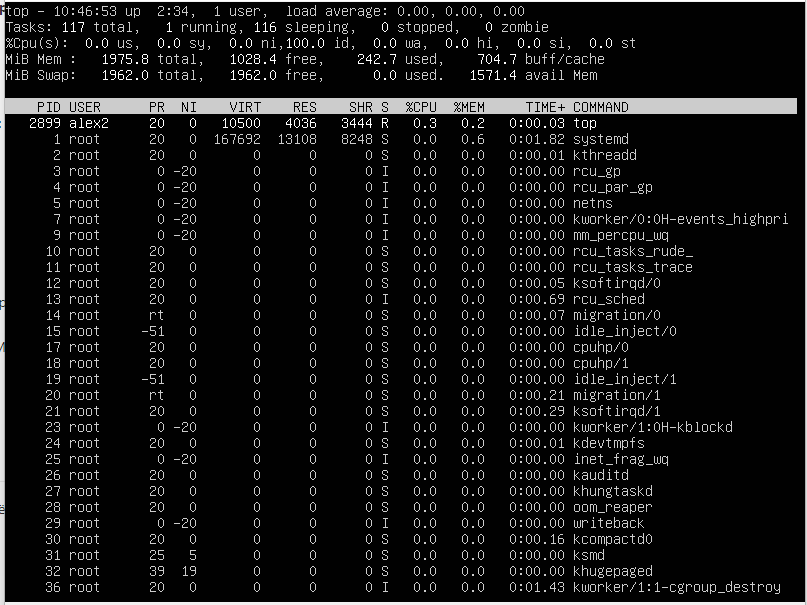 top - 10:46:53 up  2:34,  1 user,  load average: 0.00, 0.00, 0.00
Tasks: 117 total,   1 running, 116 sleeping,   0 stopped,   0 zombie
%Cpu(s):  0.0 us,  0.0 sy,  0.0 ni,100.0 id,  0.0 wa,  0.0 hi,  0.0 si,  0.0 st
MiB Mem :   1975.8 total,   1028.4 free,    242.7 used,    704.7 buff/cache
MiB Swap:   1962.0 total,   1962.0 free,      0.0 used.   1571.4 avail Mem
PID USER PR NI VIRT RES SHR S %CPU %MEM TIME+ COMMAND
2899 alex2 20 0 10500 4036 3444 R 0.3 0.2 0:00.03 top
1 root 20 0 167692 13108 8248 S 0.0 0.6 0:01.82 systemd
2 root 20 0 0 0 0 S 0.0 0.0 0:00.01 kthreadd
3 root 0 -20 0 0 0 I 0.0 0.0 0:00.00 rcu_gp
4 root 0 -20 0 0 0 I 0.0 0.0 0:00.00 rcu_par_gp
5 root 0 -20 0 0 0 I 0.0 0.0 0:00.00 netns
7 root 0 -20 0 0 0 I 0.0 0.0 0:00.00 kworker/0:0H-events_highpri
9 root 0 -20 0 0 0 I 0.0 0.0 0:00.00 mm_percpu_wq
10 root 20 0 0 0 0 S 0.0 0.0 0:00.00 rcu_tasks_rude_
11 root 20 0 0 0 0 S 0.0 0.0 0:00.00 rcu_tasks_trace
12 root 20 0 0 0 0 S 0.0 0.0 0:00.05 ksoftirqd/0
13 root 20 0 0 0 0 I 0.0 0.0 0:00.69 rcu_sched
14 root rt 0 0 0 0 S 0.0 0.0 0:00.07 migration/0
15 root -51 0 0 0 0 S 0.0 0.0 0:00.00 idle_inject/0
17 root 20 0 0 0 0 S 0.0 0.0 0:00.00 cpuhp/0
18 root 20 0 0 0 0 S 0.0 0.0 0:00.00 cpuhp/1
19 root -51 0 0 0 0 S 0.0 0.0 0:00.00 idle_inject/1
20 root rt 0 0 0 0 S 0.0 0.0 0:00.21 migration/1
21 root 20 0 0 0 0 S 0.0 0.0 0:00.29 ksoftirqd/1
23 root 0 -20 0 0 0 I 0.0 0.0 0:00.00 kworker/1:0H-kblockd
24 root 20 0 0 0 0 S 0.0 0.0 0:00.01 kdevtmpfs
25 root 0 -20 0 0 0 I 0.0 0.0 0:00.00 inet_frag_wq
26 root 20 0 0 0 0 S 0.0 0.0 0:00.00 kauditd
27 root 20 0 0 0 0 S 0.0 0.0 0:00.00 khungtaskd
28 root 20 0 0 0 0 S 0.0 0.0 0:00.00 oom_reaper
29 root 0 -20 0 0 0 I 0.0 0.0 0:00.00 writeback
30 root 20 0 0 0 0 S 0.0 0.0 0:00.16 kcompactd0
31 root 25 5 0 0 0 S 0.0 0.0 0:00.00 ksmd
32 root 39 19 0 0 0 S 0.0 0.0 0:00.00 khugepaged
36 root 20 0 0 0 0 I 0.0 0.0 0:01.43 kworker/1:1-cgroup_destroy